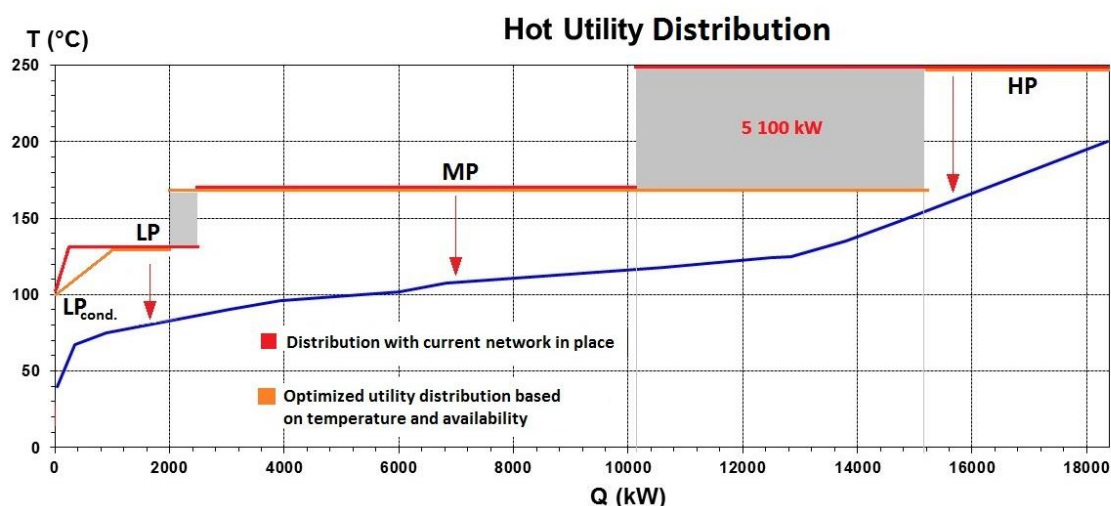 Hot Utility Distribution
T (°C)
250
200
150
100
50
0
HP
5 100 kW
MP
LP
LPcond.
Distribution with current network in place
Optimized utility distribution based
on temperature and availability
0 2000 4000 6000 8000 10000 12000 14000 16000 18000
Q (kW)